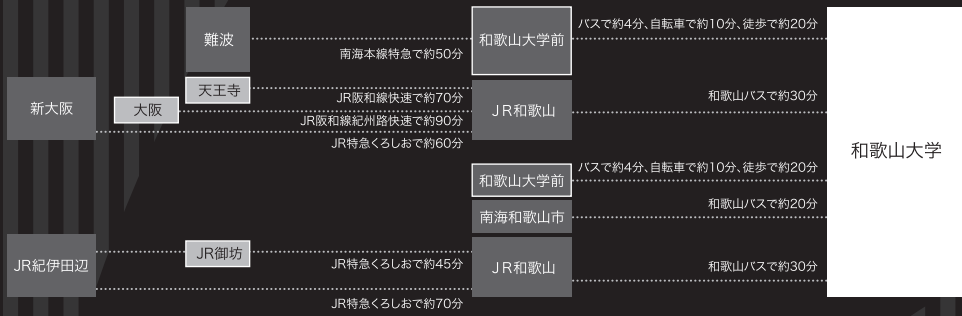 難波
南海本線特急で約50分
和歌山大学前
バスで約4分、自転車で約10分、徒歩で約20分
新大阪
大阪
天王寺
JR阪和線快速で約70分
JR阪和線紀州路快速で約90分
JR特急くろしおで約60分
JR和歌山
和歌山バスで約30分
和歌山大学
和歌山大学前
バスで約4分、自転車で約10分、徒歩で約20分
南海和歌山市
和歌山バスで約20分
JR紀伊田辺
JR御坊
JR特急くろしおで約45分
JR特急くろしおで約70分
JR和歌山
和歌山バスで約30分